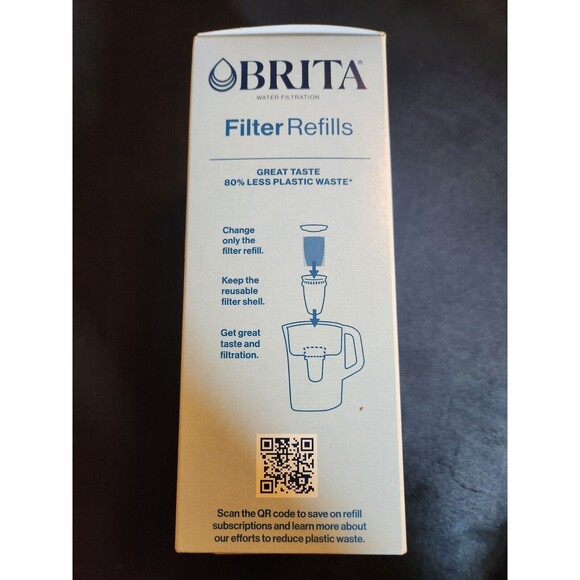 BRITA®
WATER FILTRATION
Filter Refills
GREAT TASTE
80% LESS PLASTIC WASTE*
Change
only the
filter refill.
Keep the
reusable
filter shell.
Get great
taste and
filtration.
Scan the QR code to save on refill
subscriptions and learn more about
our efforts to reduce plastic waste.